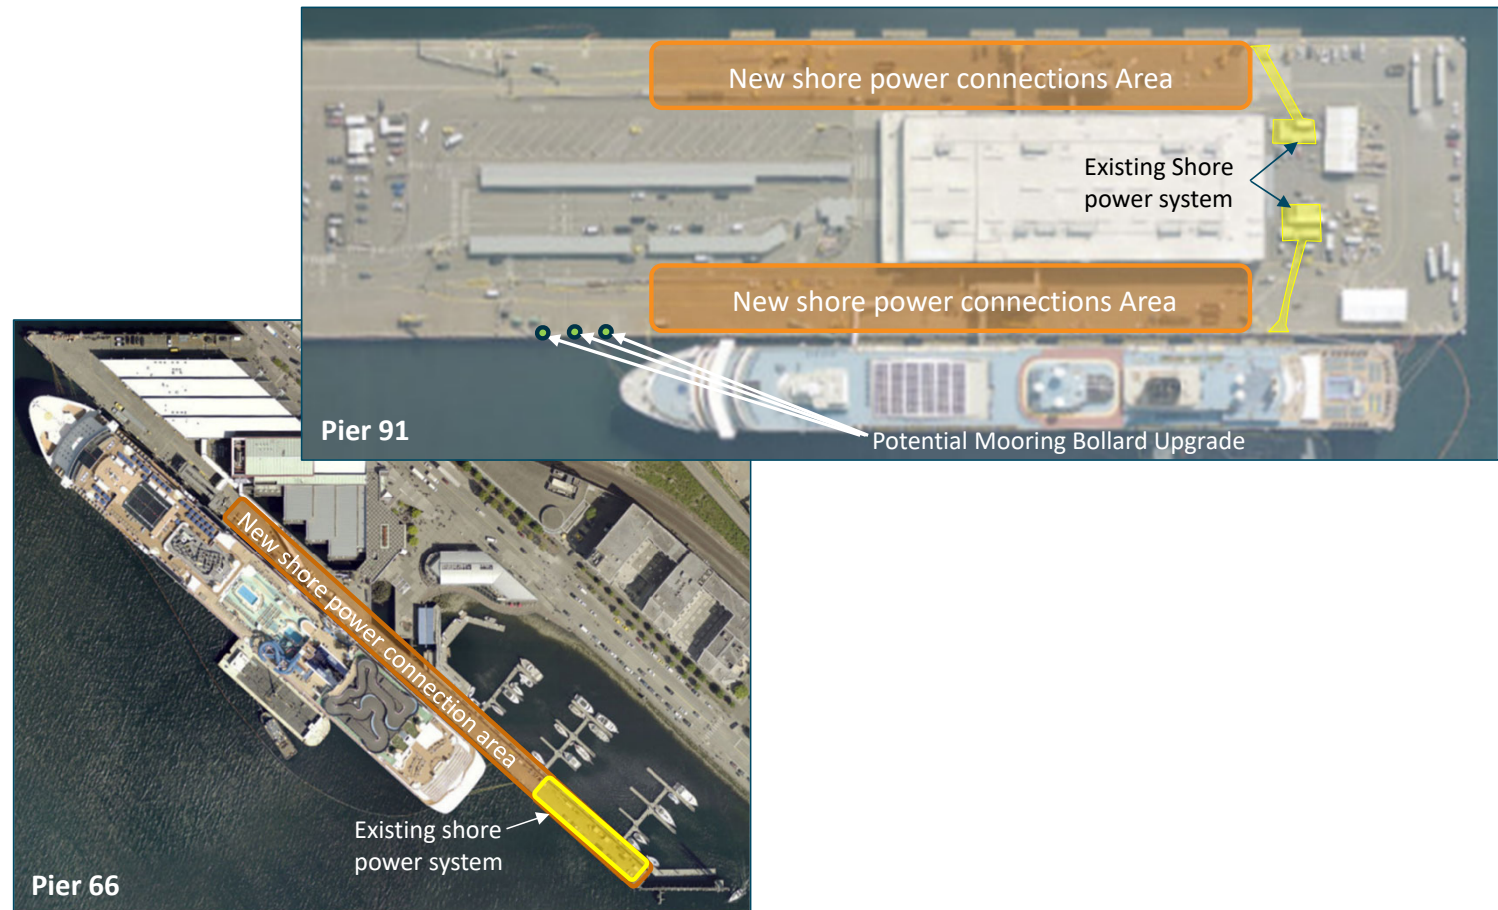 New shore power connections Area
Existing Shore
power system
New shore power connections Area
Potential Mooring Bollard Upgrade
Pier 91
New shore power connection area
Existing shore
power system
Pier 66